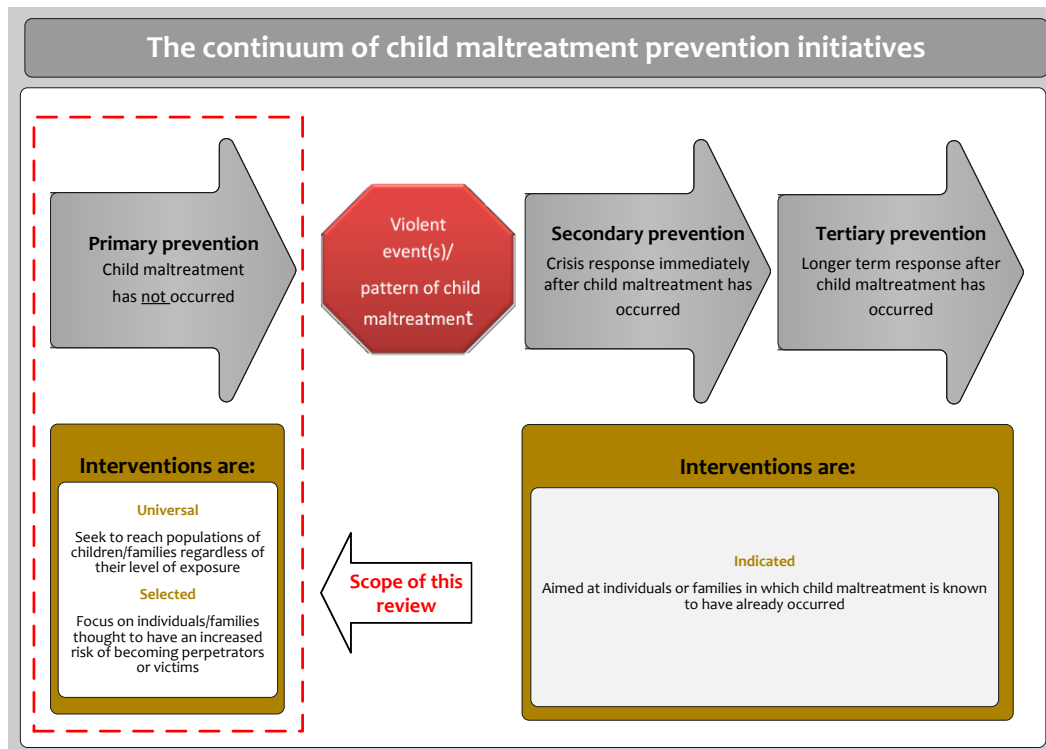 The continuum of child maltreatment prevention initiatives
Primary prevention
Child maltreatment
has not occurred
Violent
event(s)/
pattern of child
maltreatment
Secondary prevention
Crisis response immediately
after child maltreatment has
occurred
Tertiary prevention
Longer term response after
child maltreatment has
occurred
Interventions are:
Universal
Seek to reach populations of
children/families regardless of
their level of exposure
Selected
Focus on individuals/families
thought to have an increased
risk of becoming perpetrators
or victims
Scope of this
review
Interventions are:
Indicated
Aimed at individuals or families in which child maltreatment is known
to have already occurred